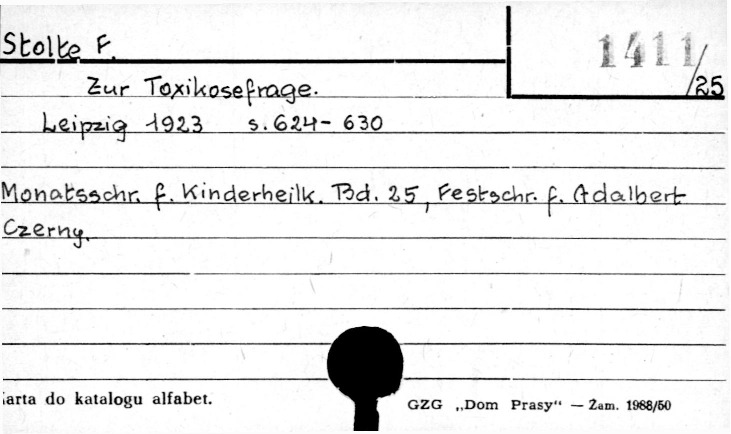 Stolte F.
1411/25
Zur Toxikosefrage.
Leipzig 1923 s. 624-630
Monatsschr. f. Kinderheilk. Bd. 25, Festschr. f. Adalbert
Czerny.
arta do katalogu alfabet.
GZG „Dom Prasy“ — Zam. 1988/50